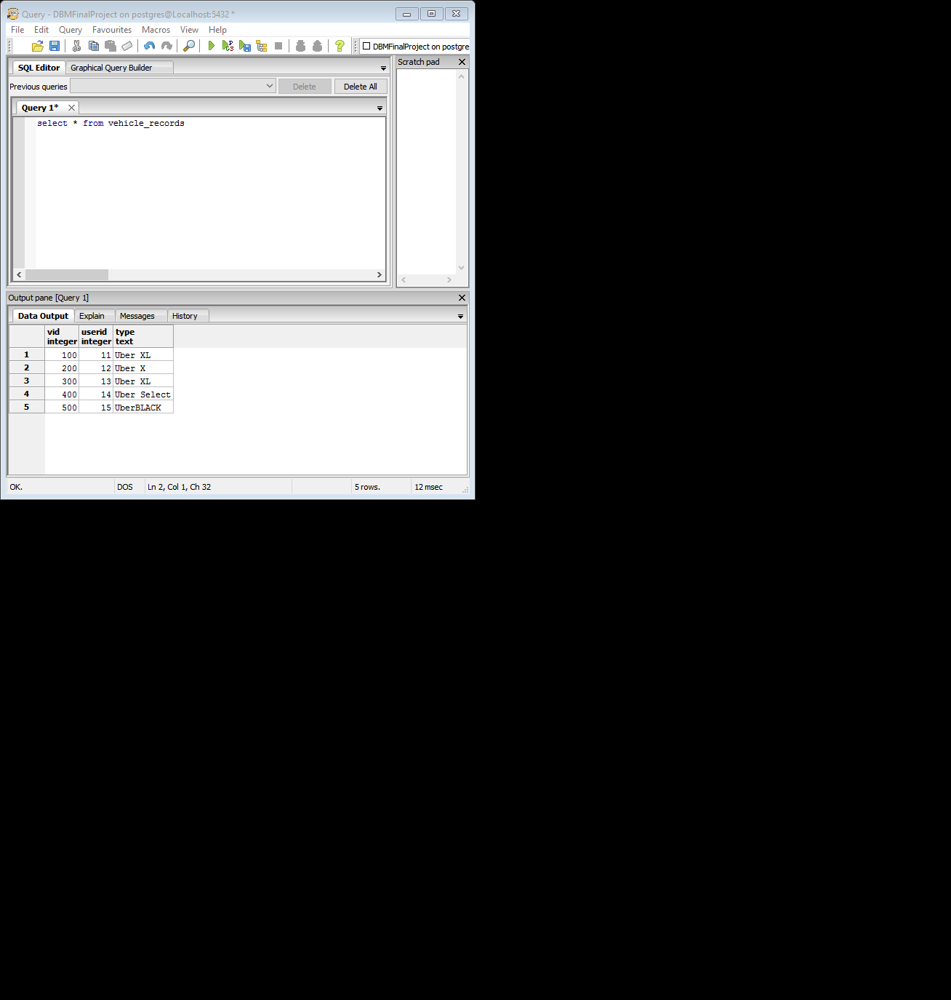 Query - DBMFinalProject on postgres@Localhost:5432 *
File Edit Query Favourites Macros View Help
DBMFinalProject on postgre
SQL Editor Graphical Query Builder
Scratch pad
Previous queries Delete Delete All
Query 1*
select * from vehicle_records
Output pane [Query 1]
Data Output Explain Messages History
vid userid type
integer integer text
1 100 11 Uber XL
2 200 12 Uber X
3 300 13 Uber XL
4 400 14 Uber Select
5 500 15 UberBLACK
OK. DOS Ln 2, Col 1, Ch 32 5 rows. 12 msec